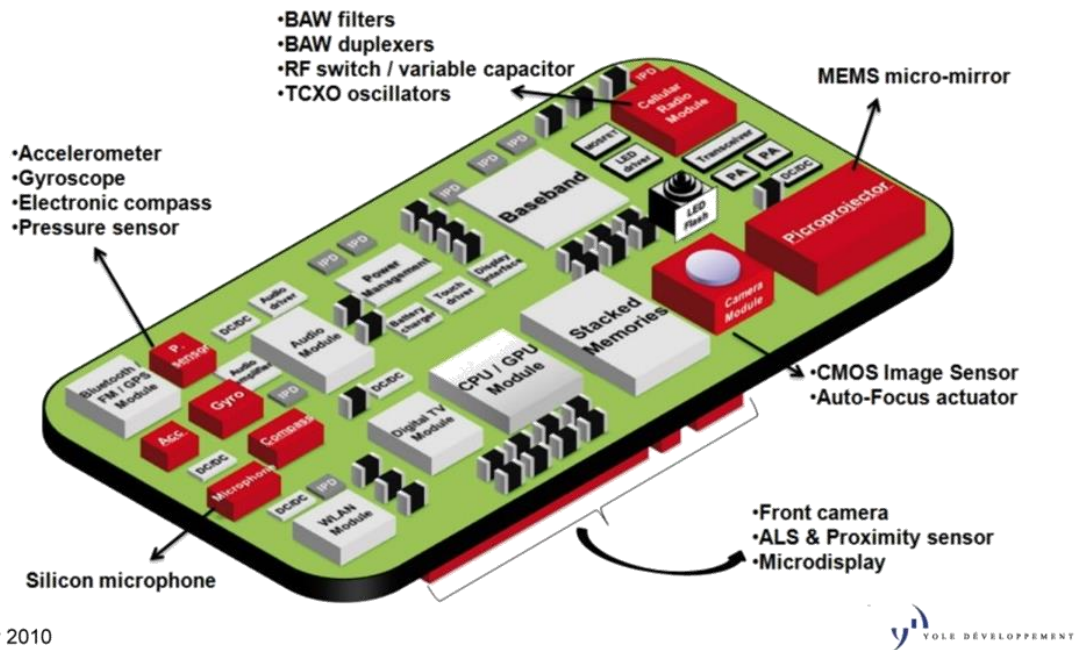 •BAW filters
•BAW duplexers
•RF switch / variable capacitor
•TCXO oscillators
MEMS micro-mirror
•Accelerometer
•Gyroscope
•Electronic compass
•Pressure sensor
IPD
Cellular
Radio
Module
MOSFET
LED
driver
Transceiver
PA
PA
DC/DC
IPD
IPD
IPD
Baseband
LED
Flash
Picroprojector
IPD
IPD
Power
Management
Display
interface
Touch
driver
Battery
charger
Camera
Module
Audio
driver
DC/DC
Audio
Module
Stacked
Memories
P.
sensor
Audio
CPU / GPU
Module
DC/DC
Bluetooth /
FM / GPS
Module
Gyro
IPD
•CMOS Image Sensor
•Auto-Focus actuator
Acc.
Compass
Digital TV
Module
DC/DC
Microphone
IPD
DC/DC
WLAN
Module
•Front camera
•ALS & Proximity sensor
•Microdisplay
Silicon microphone
2010
YOLE DÉVELOPPEMENT